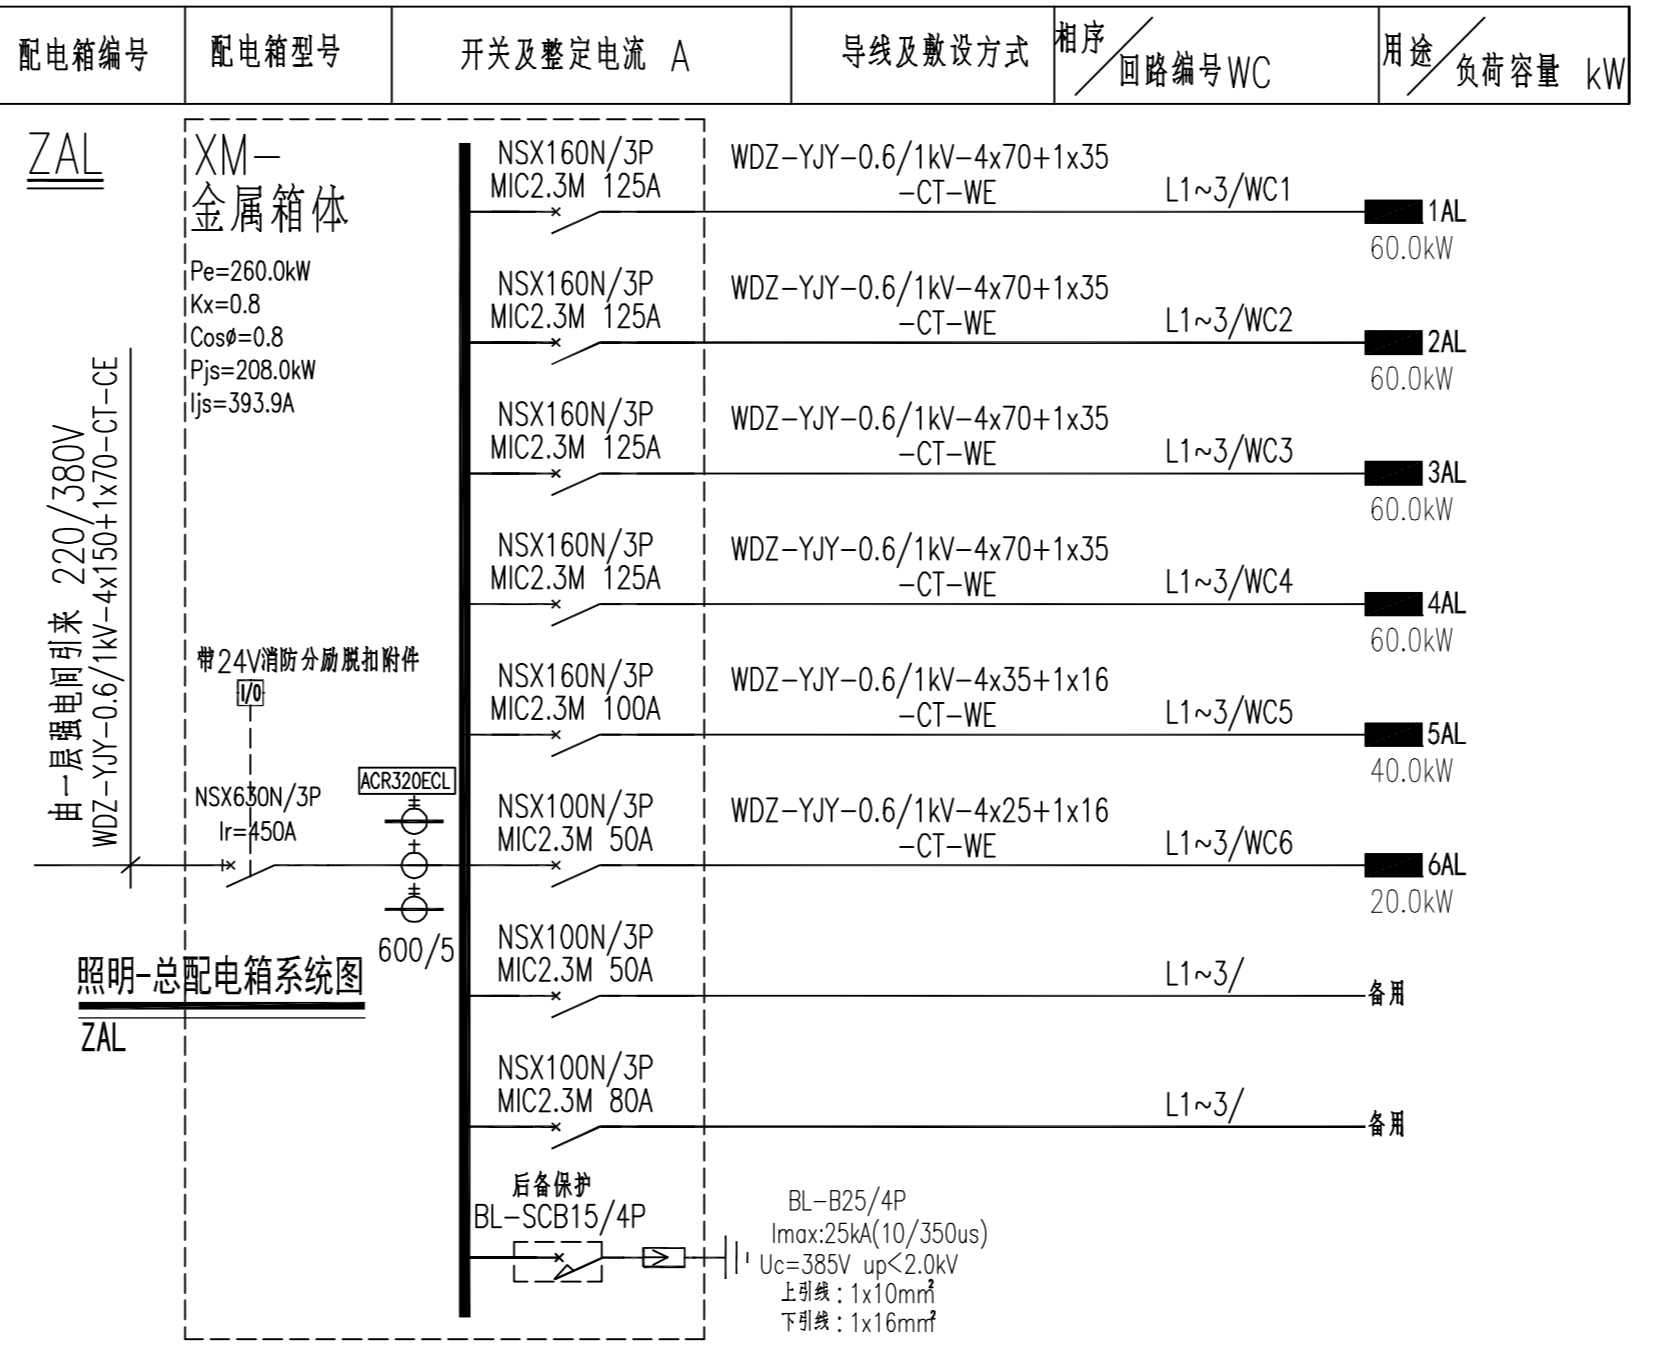 配电箱编号
配电箱型号
开关及整定电流 A
导线及敷设方式
相序/回路编号WC
用途/负荷容量 kW
ZAL
XM-
金属箱体
Pe=260.0kW
Kx=0.8
Cosø=0.8
Pjs=208.0kW
Ijs=393.9A
由一层强电间引来 220/380V
WDZ-YJY-0.6/1kV-4x150+1x70-CT-CE
带24V消防分励脱扣附件
I/O
NSX630N/3P
Ir=450A
ACR320ECL
600/5
照明-总配电箱系统图
ZAL
NSX160N/3P
MIC2.3M 125A
WDZ-YJY-0.6/1kV-4x70+1x35
-CT-WE
L1~3/WC1
1AL
60.0kW
NSX160N/3P
MIC2.3M 125A
WDZ-YJY-0.6/1kV-4x70+1x35
-CT-WE
L1~3/WC2
2AL
60.0kW
NSX160N/3P
MIC2.3M 125A
WDZ-YJY-0.6/1kV-4x70+1x35
-CT-WE
L1~3/WC3
3AL
60.0kW
NSX160N/3P
MIC2.3M 125A
WDZ-YJY-0.6/1kV-4x70+1x35
-CT-WE
L1~3/WC4
4AL
60.0kW
NSX160N/3P
MIC2.3M 100A
WDZ-YJY-0.6/1kV-4x35+1x16
-CT-WE
L1~3/WC5
5AL
40.0kW
NSX100N/3P
MIC2.3M 50A
WDZ-YJY-0.6/1kV-4x25+1x16
-CT-WE
L1~3/WC6
6AL
20.0kW
NSX100N/3P
MIC2.3M 50A
L1~3/
备用
NSX100N/3P
MIC2.3M 80A
L1~3/
备用
后备保护
BL-SCB15/4P
BL-B25/4P
Imax:25kA(10/350us)
Uc=385V up<2.0kV
上引线：1x10mm²
下引线：1x16mm²